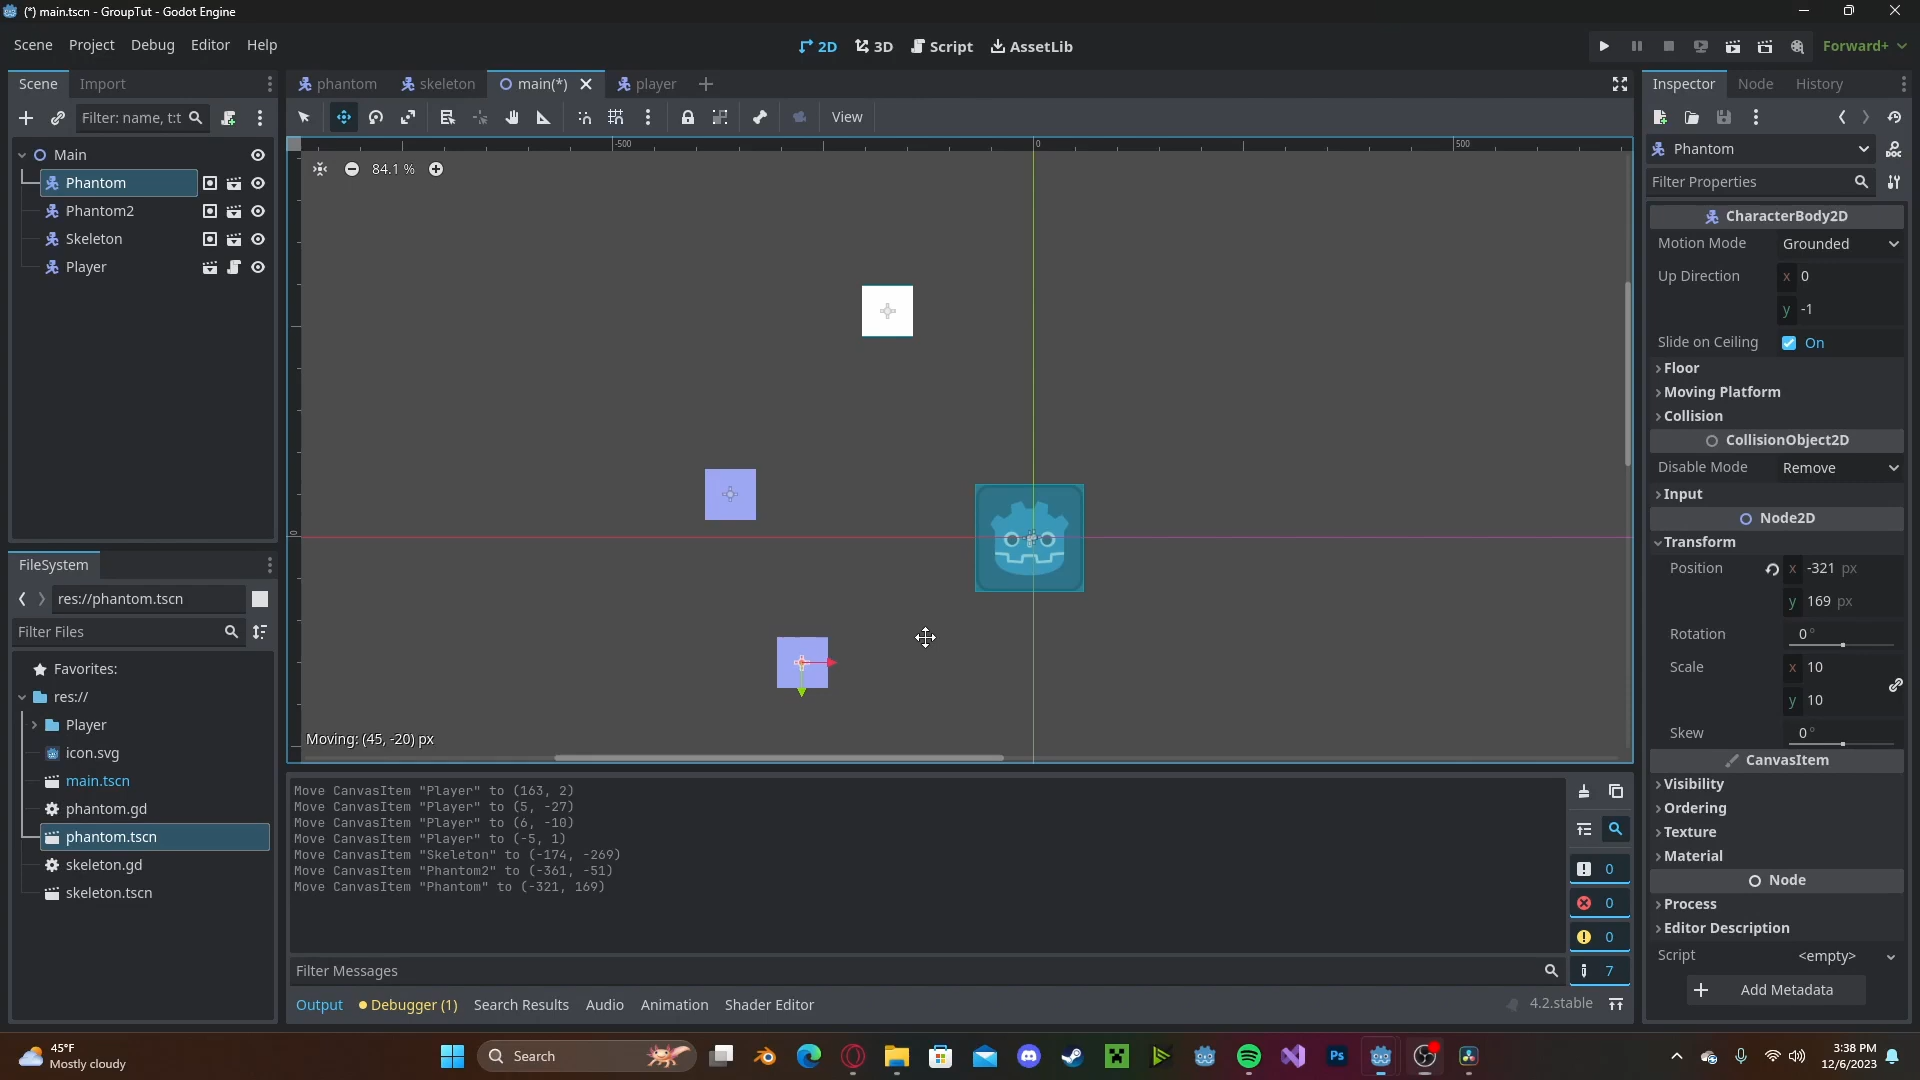 (*) main.tscn - GroupTut - Godot Engine
Scene Project Debug Editor Help
2D 3D Script AssetLib
Forward+
Scene Import
phantom skeleton main(*) player
Inspector Node History
Filter: name, t:t
View
Phantom
Filter Properties
Main
Phantom
Phantom2
Skeleton
Player
-500 0 500
84.1 %
0
Moving: (45, -20) px
CharacterBody2D
Motion Mode Grounded
Up Direction x 0
y -1
Slide on Ceiling On
Floor
Moving Platform
Collision
CollisionObject2D
Disable Mode Remove
Input
Node2D
Transform
Position x -321 px
y 169 px
Rotation 0 °
Scale x 10
y 10
Skew 0 °
CanvasItem
Visibility
Ordering
Texture
Material
Node
Process
Editor Description
Script <empty>
Add Metadata
FileSystem
res://phantom.tscn
Filter Files
Favorites:
res://
Player
icon.svg
main.tscn
phantom.gd
phantom.tscn
skeleton.gd
skeleton.tscn
Move CanvasItem "Player" to (163, 2)
Move CanvasItem "Player" to (5, -27)
Move CanvasItem "Player" to (6, -10)
Move CanvasItem "Player" to (-5, 1)
Move CanvasItem "Skeleton" to (-174, -269)
Move CanvasItem "Phantom2" to (-361, -51)
Move CanvasItem "Phantom" to (-321, 169)
0
0
0
7
Filter Messages
Output Debugger (1) Search Results Audio Animation Shader Editor
4.2.stable
45°F
Mostly cloudy
Search
Ps
3:38 PM
12/6/2023